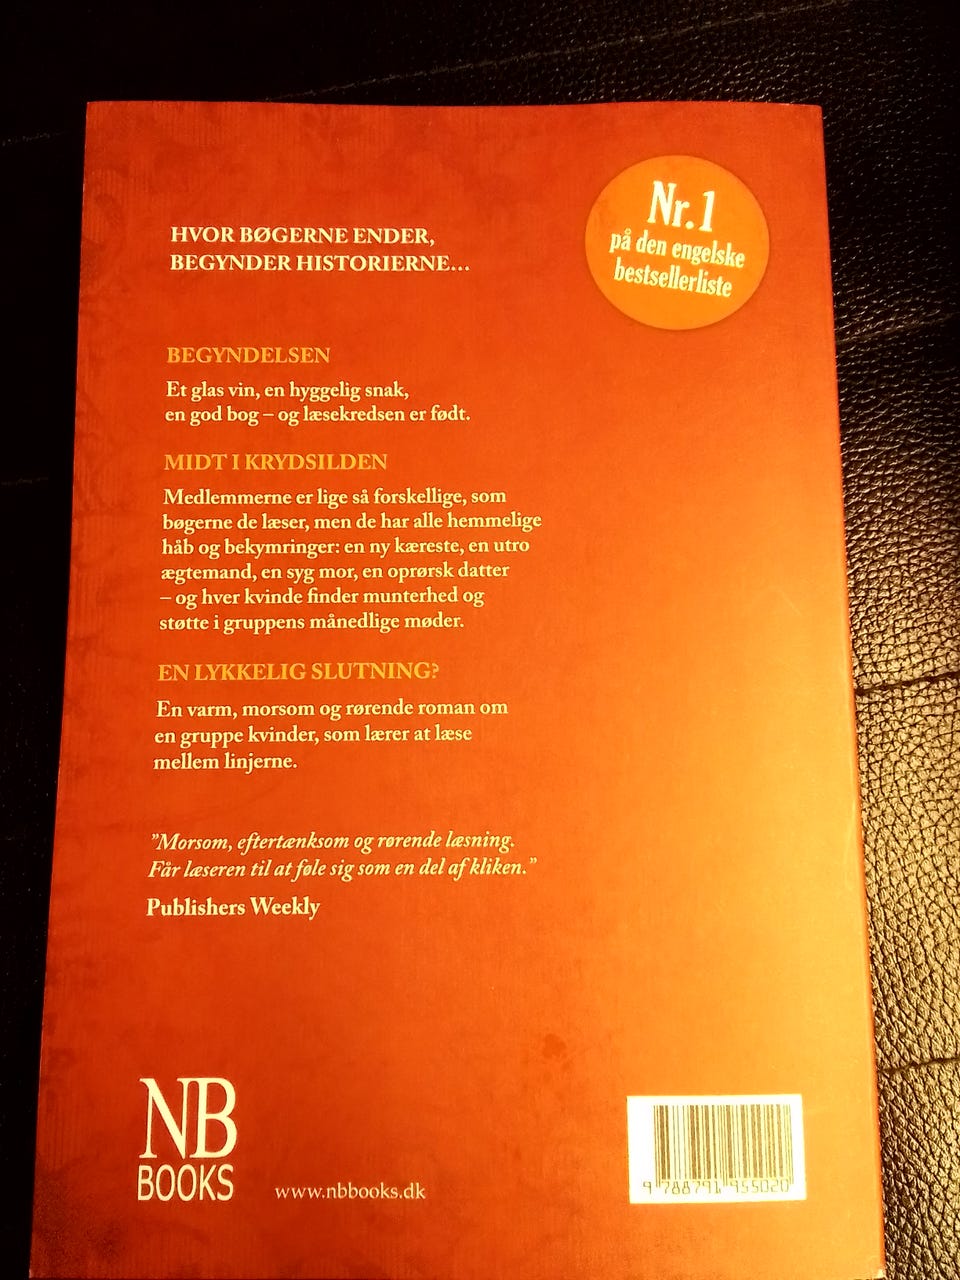 Nr. 1
på den engelske
bestsellerliste
HVOR BØGERNE ENDER,
BEGYNDER HISTORIERNE...
BEGYNDELSEN
Et glas vin, en hyggelig snak,
en god bog – og læsekredsen er født.
MIDT I KRYDSILDEN
Medlemmerne er lige så forskellige, som
bøgerne de læser, men de har alle hemmelige
håb og bekymringer: en ny kæreste, en utro
ægtemand, en syg mor, en oprørsk datter
– og hver kvinde finder munterhed og
støtte i gruppens månedlige møder.
EN LYKKELIG SLUTNING?
En varm, morsom og rørende roman om
en gruppe kvinder, som lærer at læse
mellem linjerne.
”Morsom, eftertænksom og rørende læsning.
Får læseren til at føle sig som en del af kliken.”
Publishers Weekly
NB
BOOKS
www.nbbooks.dk
9 788791 955020